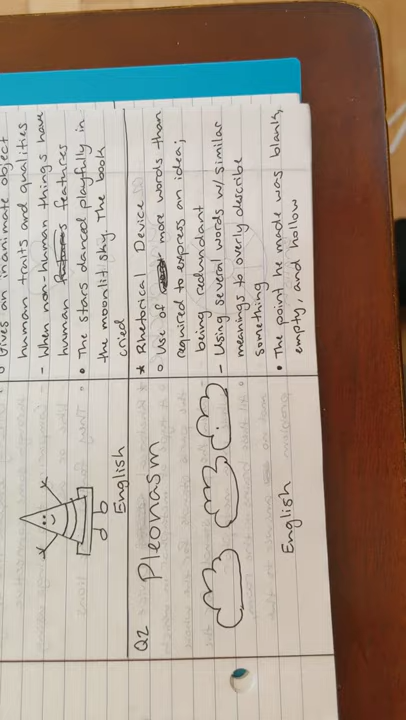 gives an inanimate object
human traits and qualities
- When non-human things have
human features
• The stars danced playfully in
the moonlit sky. The book
cried
English
Q2 Pleonasm
* Rhetorical Device
o Use of more words than
required to express an idea;
being redundant
- Using several words w/ similar
meanings to overly describe
something
• The point he made was blank,
empty, and hollow
English